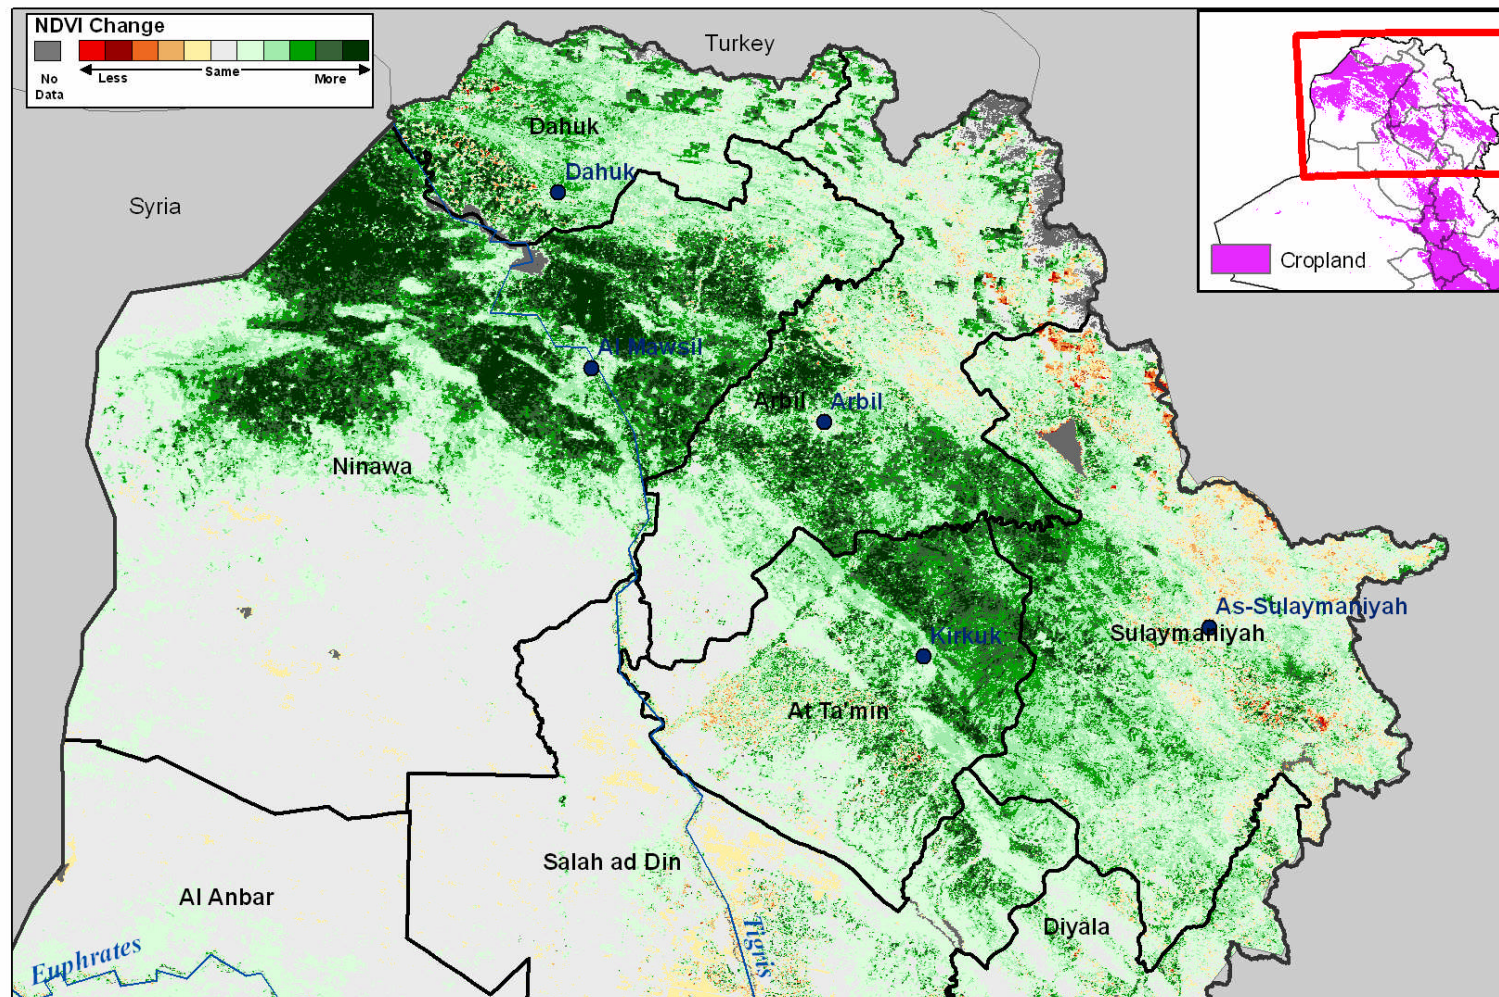 NDVI Change
No
Data
Less
Same
More
Turkey
Syria
Cropland
Dahuk
Dahuk
Al Mawsil
Arbil
Arbil
Ninawa
As-Sulaymaniyah
Sulaymaniyah
Kirkuk
At Ta'min
Salah ad Din
Al Anbar
Diyala
Euphrates
Tigris